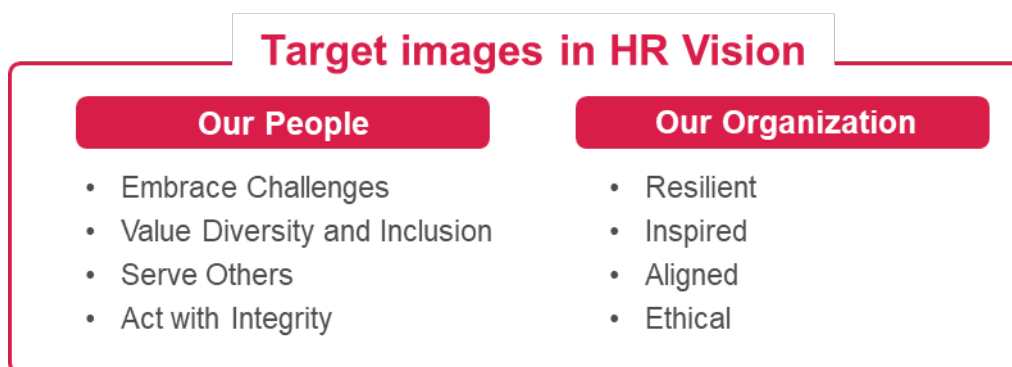 Target images in HR Vision
Our People
• Embrace Challenges
• Value Diversity and Inclusion
• Serve Others
• Act with Integrity
Our Organization
• Resilient
• Inspired
• Aligned
• Ethical